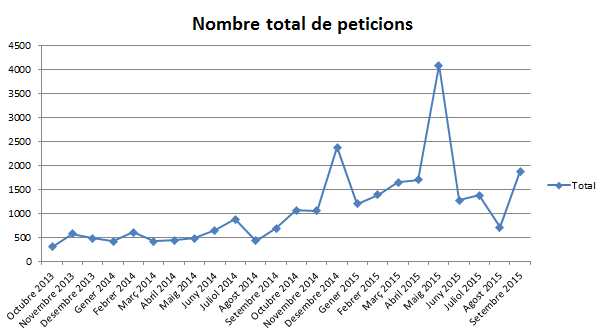 Nombre total de peticions
4500
4000
3500
3000
2500
2000
1500
1000
500
0
Total
Octubre 2013
Novembre 2013
Desembre 2013
Gener 2014
Febrer 2014
Març 2014
Abril 2014
Maig 2014
Juny 2014
Juliol 2014
Agost 2014
Setembre 2014
Octubre 2014
Novembre 2014
Desembre 2014
Gener 2015
Febrer 2015
Març 2015
Abril 2015
Maig 2015
Juny 2015
Juliol 2015
Agost 2015
Setembre 2015